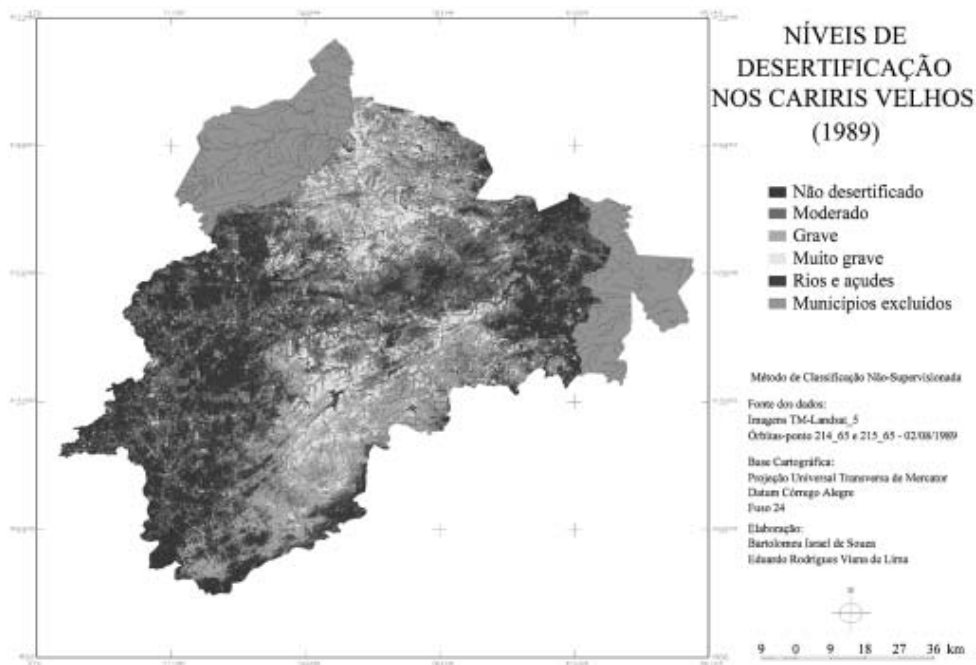 NÍVEIS DE
DESERTIFICAÇÃO
NOS CARIRIS VELHOS
(1989)
Não desertificado
Moderado
Grave
Muito grave
Rios e açudes
Municípios excluídos
Método de Classificação Não-Supervisionada
Fonte dos dados:
Imagens TM-Landsat_5
Órbitas-ponto 214_65 e 215_65 - 02/08/1989
Base Cartográfica:
Projeção Universal Transversa de Mercator
Datum Córrego Alegre
Fuso 24
Elaboração:
Bartolomeu Israel de Souza
Eduardo Rodrigues Viana de Lima
9 0 9 18 27 36 km